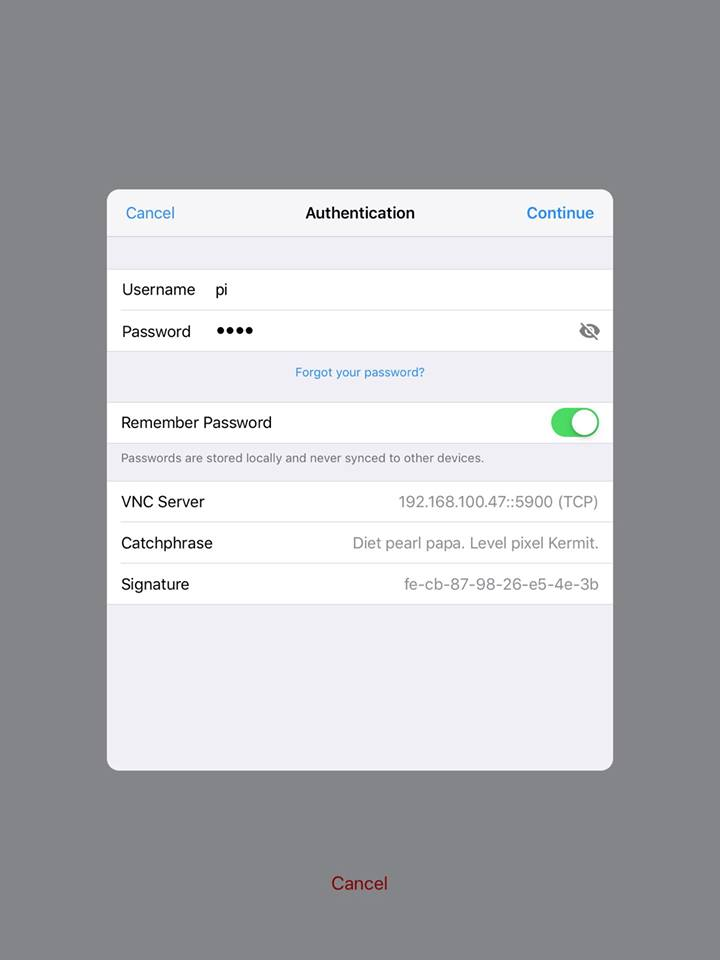 Cancel Authentication Continue
Username pi
Password ••••
Forgot your password?
Remember Password
Passwords are stored locally and never synced to other devices.
VNC Server 192.168.100.47::5900 (TCP)
Catchphrase Diet pearl papa. Level pixel Kermit.
Signature fe-cb-87-98-26-e5-4e-3b
Cancel